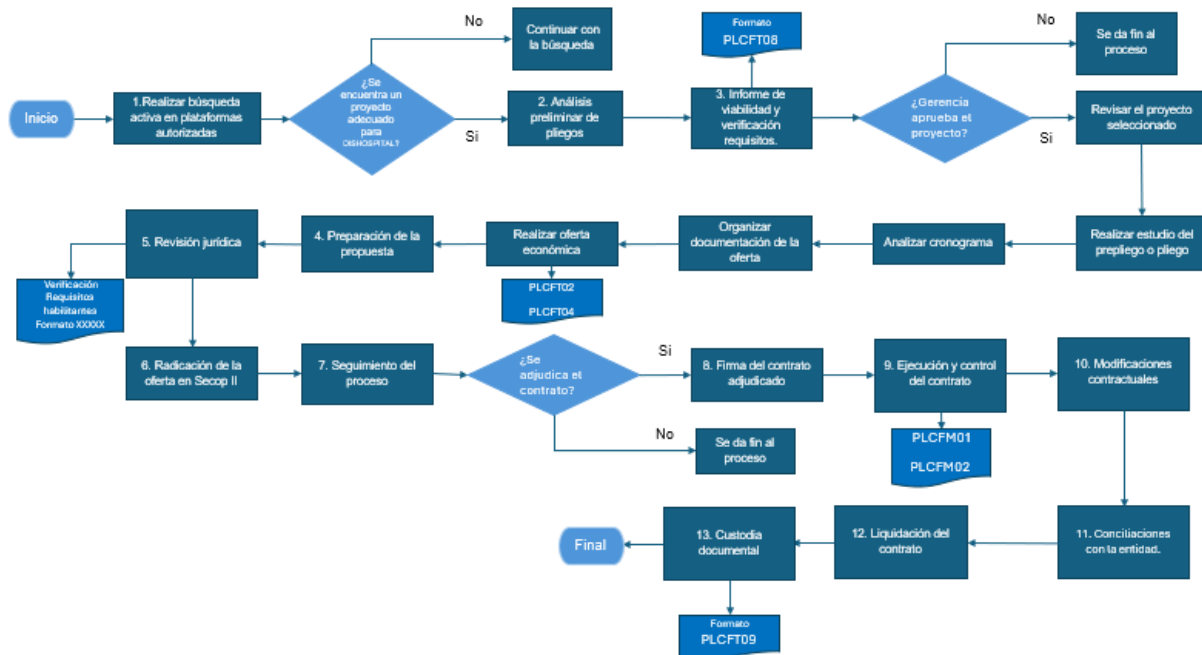 No
Continuar con
la búsqueda
Formato
PLCFT08
No
Se da fin al
proceso
Inicio
1.Realizar búsqueda
activa en plataformas
autorizadas
¿Se
encuentra un
proyecto
adecuado
para
DISHOSPITAL?
Si
2. Análisis
preliminar de
pliegos
3. Informe de
viabilidad y
verificación
requisitos.
¿Gerencia
aprueba el
proyecto?
Si
Revisar el proyecto
seleccionado
5. Revisión jurídica
4. Preparación de la
propuesta
Realizar oferta
económica
Organizar
documentación de la
oferta
Analizar cronograma
Realizar estudio del
prepliego o pliego
Verificación
Requisitos
habilitantes
Formato XXXXX
PLCFT02
PLCFT04
6. Radicación de la
oferta en Secop II
7. Seguimiento del
proceso
¿Se
adjudica el
contrato?
Si
8. Firma del contrato
adjudicado
9. Ejecución y control
del contrato
10. Modificaciones
contractuales
No
Se da fin al
proceso
PLCFM01
PLCFM02
Final
13. Custodia
documental
12. Liquidación del
contrato
11. Conciliaciones
con la entidad.
Formato
PLCFT09